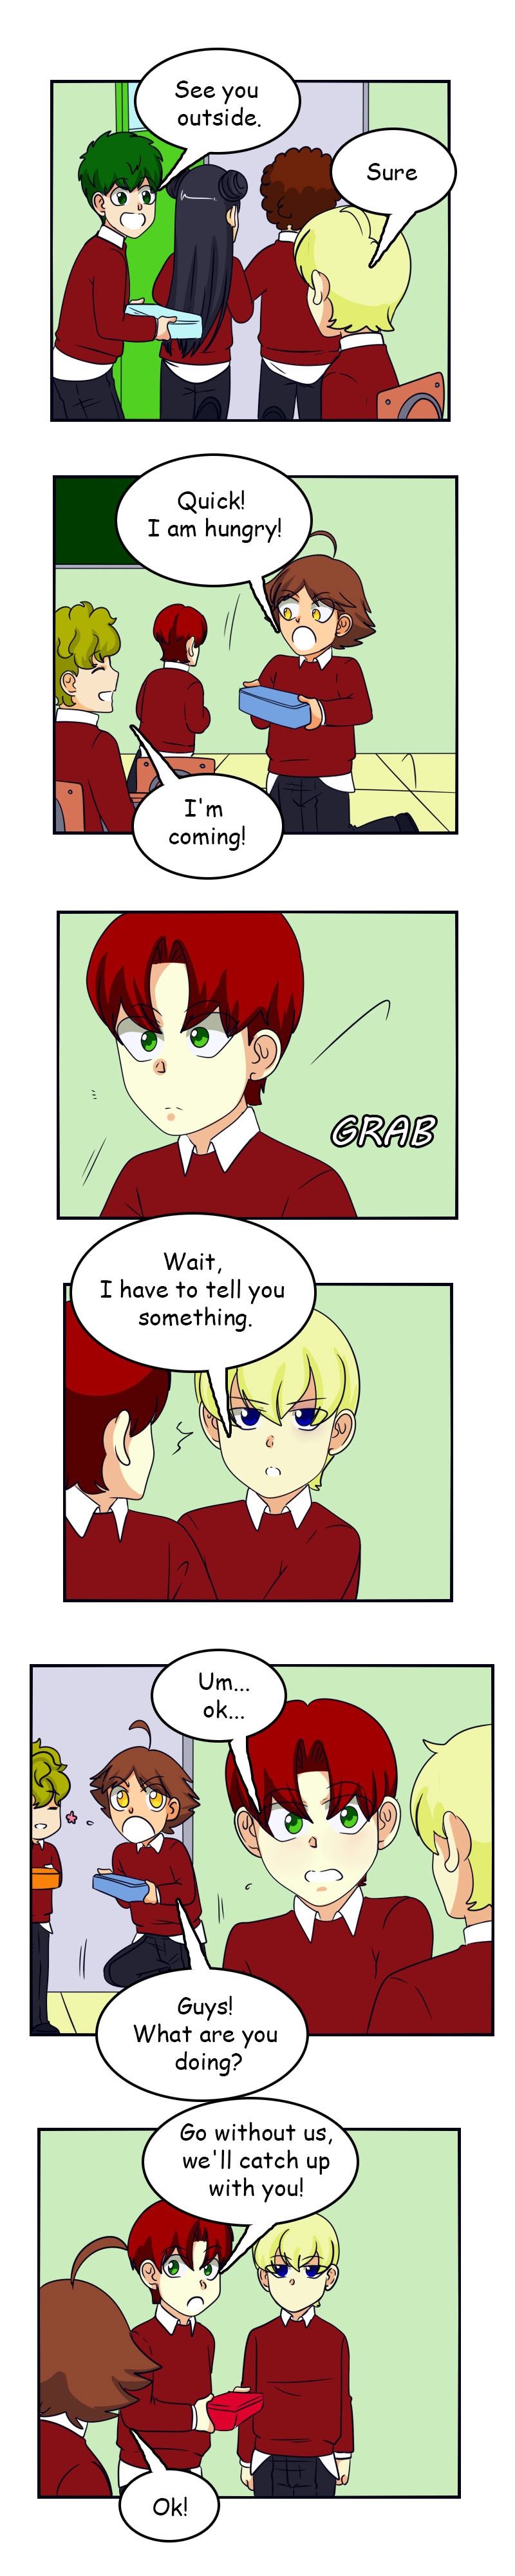 See you
outside.
Sure
Quick!
I am hungry!
I'm
coming!
GRAB
Wait,
I have to tell you
something.
Um...
ok...
Guys!
What are you
doing?
Go without us,
we'll catch up
with you!
Ok!